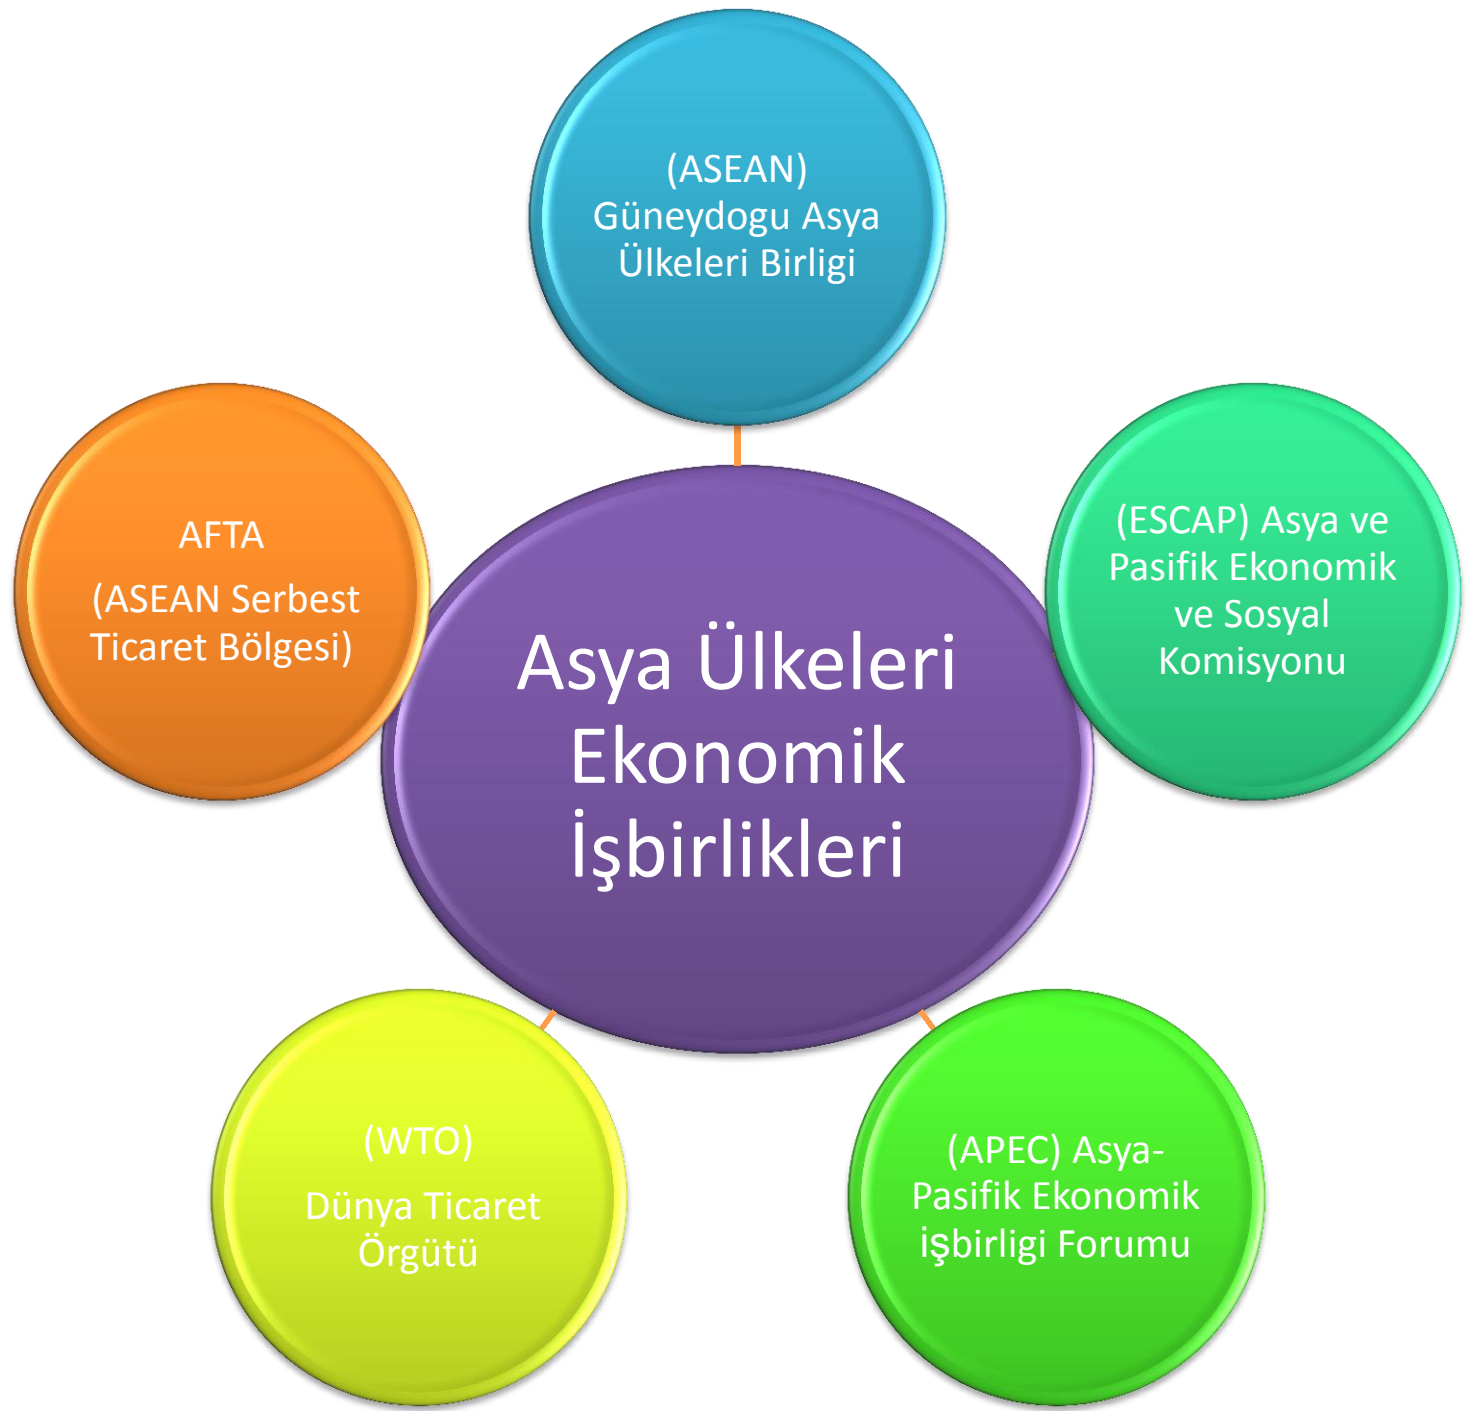 (ASEAN)
Güneydogu Asya
Ülkeleri Birligi
AFTA
(ASEAN Serbest
Ticaret Bölgesi)
(ESCAP) Asya ve
Pasifik Ekonomik
ve Sosyal
Komisyonu
Asya Ülkeleri
Ekonomik
İşbirlikleri
(WTO)
Dünya Ticaret
Örgütü
(APEC) Asya-
Pasifik Ekonomik
işbirligi Forumu